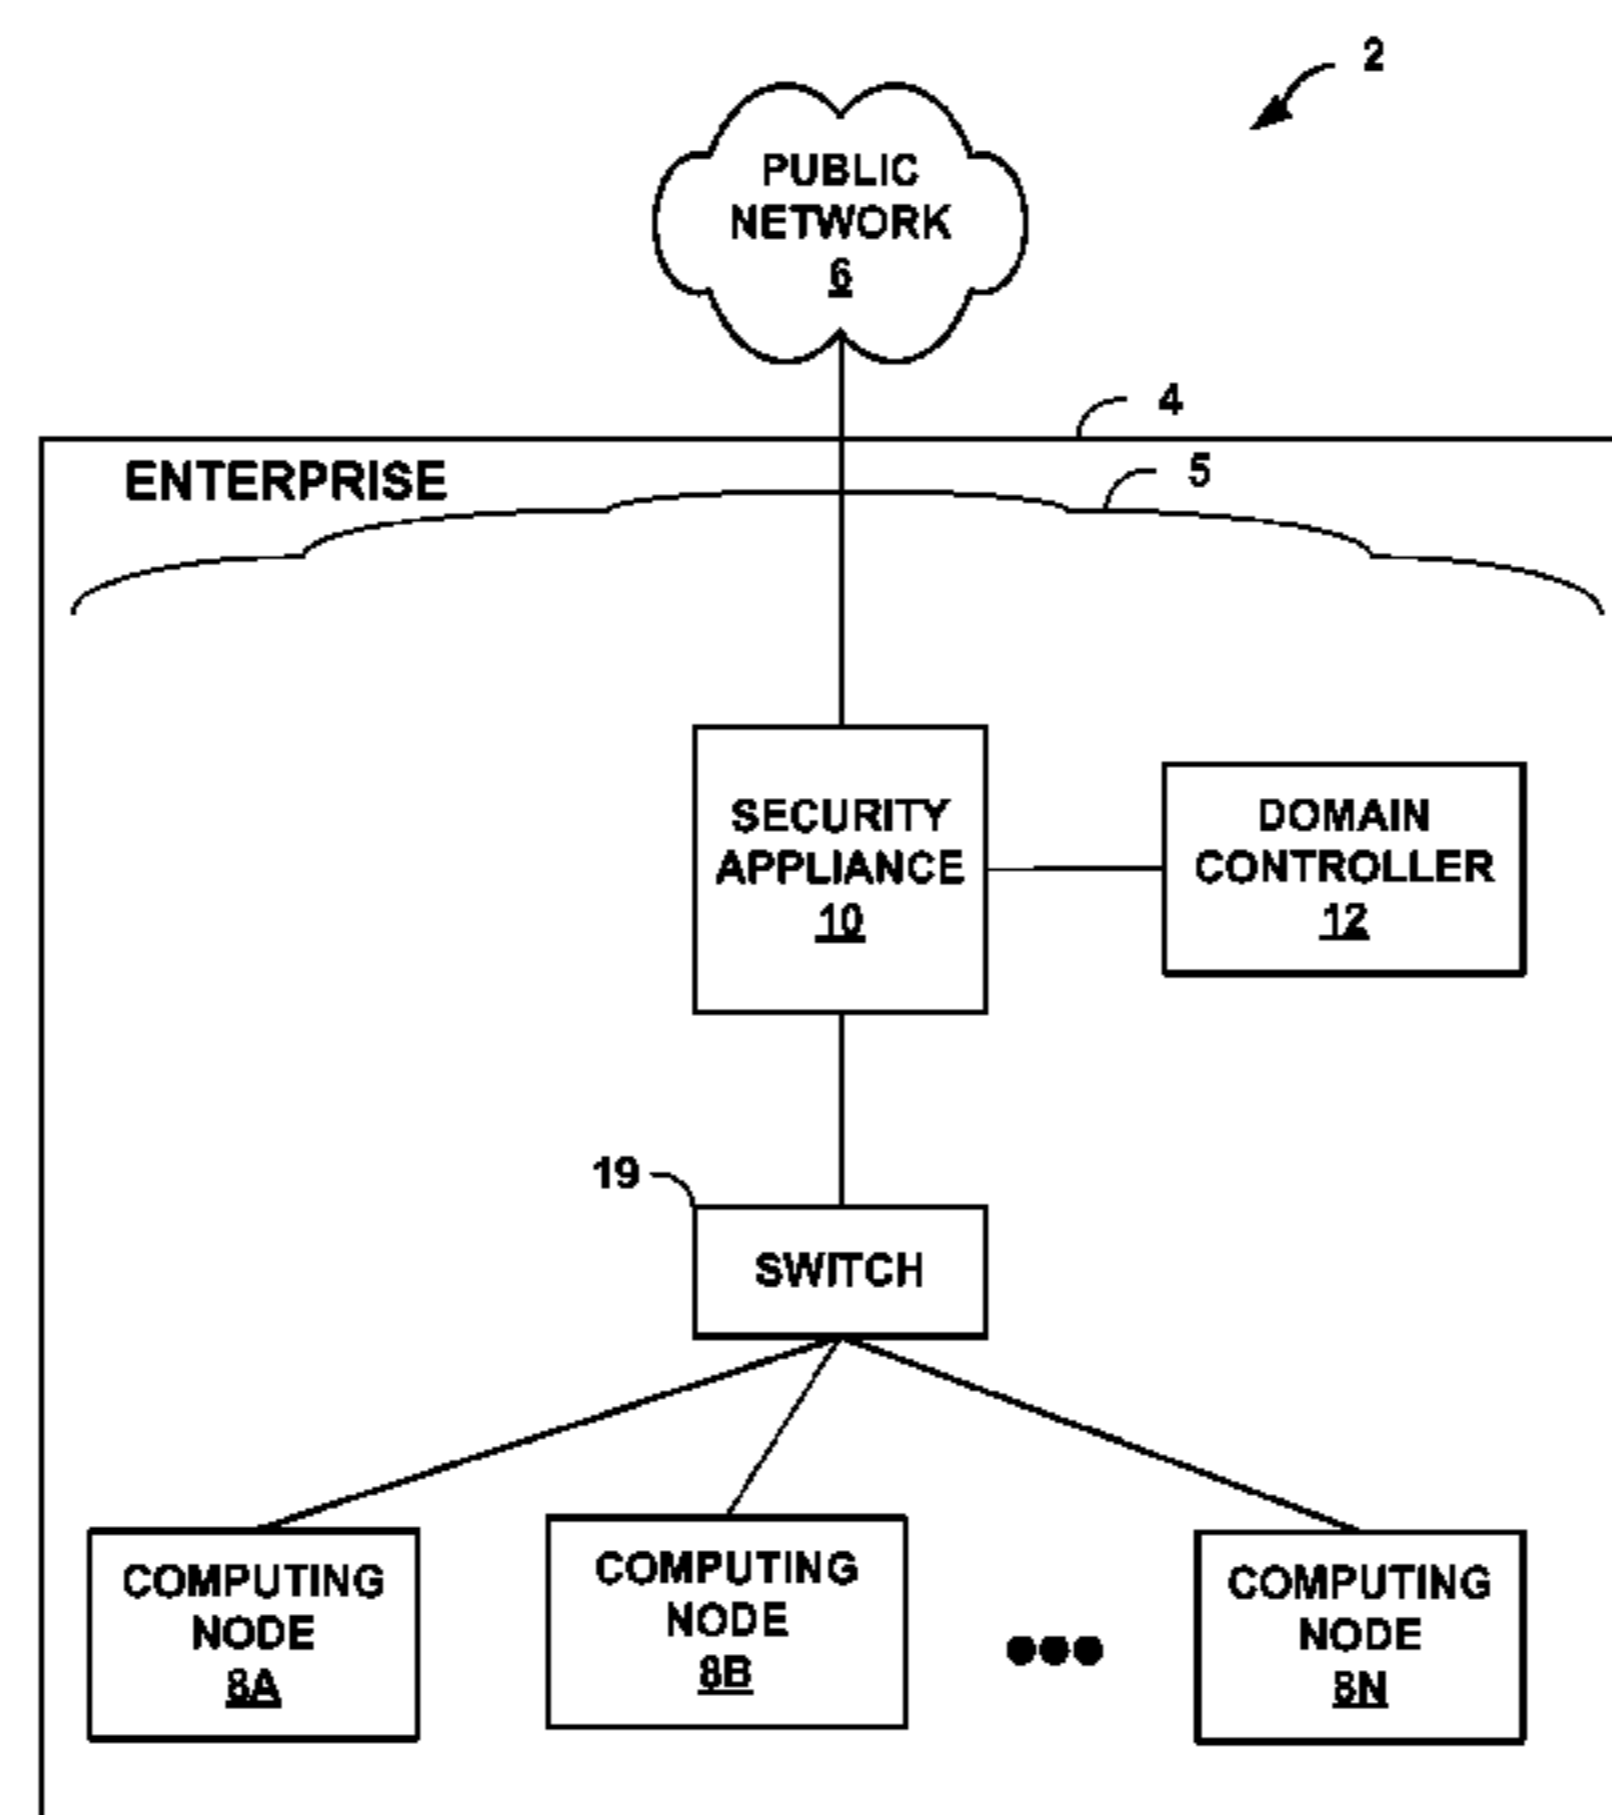 2
PUBLIC
NETWORK
6
4
ENTERPRISE
5
SECURITY
APPLIANCE
10
DOMAIN
CONTROLLER
12
19
SWITCH
COMPUTING
NODE
8A
COMPUTING
NODE
8B
COMPUTING
NODE
8N